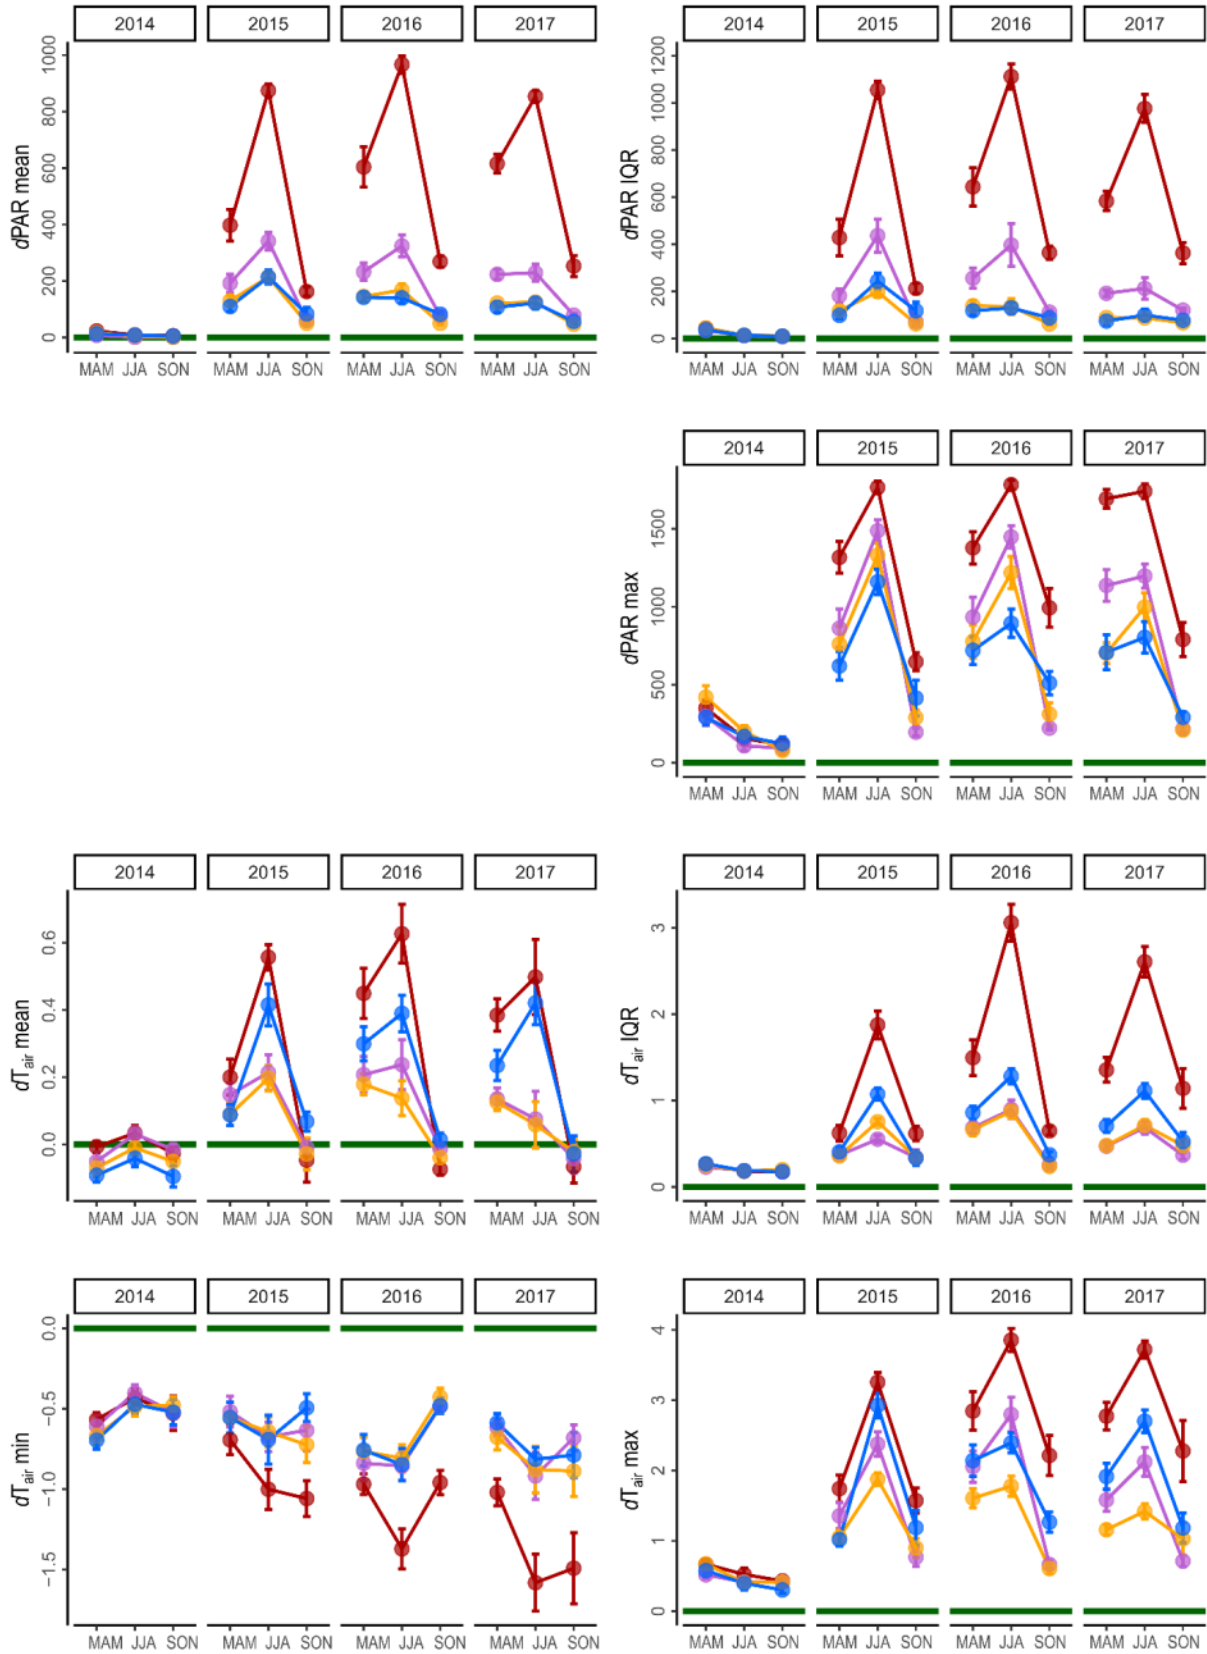 2014 2015 2016 2017
dPAR mean
0 200 400 600 800 1000
MAM JJA SON MAM JJA SON MAM JJA SON MAM JJA SON
2014 2015 2016 2017
dPAR IQR
0 200 400 600 800 1000 1200
MAM JJA SON MAM JJA SON MAM JJA SON MAM JJA SON
2014 2015 2016 2017
dPAR max
0 500 1000 1500
MAM JJA SON MAM JJA SON MAM JJA SON MAM JJA SON
2014 2015 2016 2017
dTair mean
0.0 0.2 0.4 0.6
MAM JJA SON MAM JJA SON MAM JJA SON MAM JJA SON
2014 2015 2016 2017
dTair IQR
0 1 2 3
MAM JJA SON MAM JJA SON MAM JJA SON MAM JJA SON
2014 2015 2016 2017
dTair min
−1.5 −1.0 −0.5 0.0
MAM JJA SON MAM JJA SON MAM JJA SON MAM JJA SON
2014 2015 2016 2017
dTair max
0 1 2 3 4
MAM JJA SON MAM JJA SON MAM JJA SON MAM JJA SON